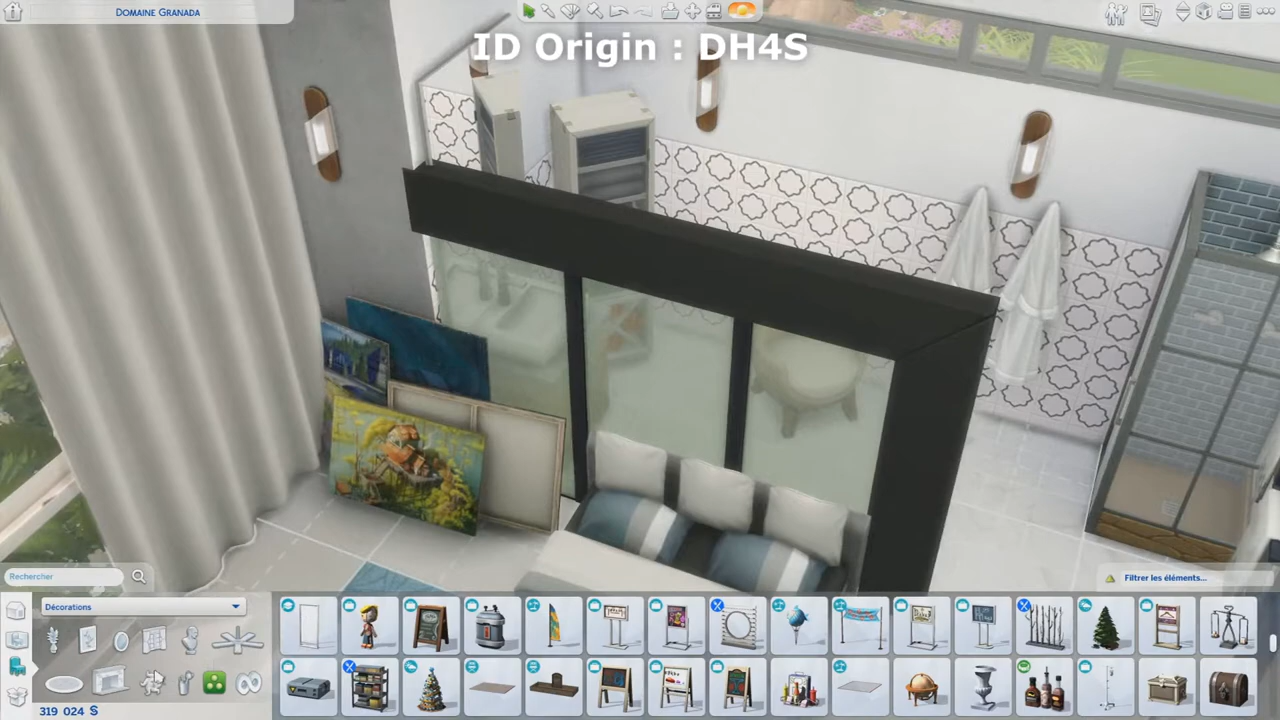 Domaine Granada
ID Origin : DH4S
Rechercher
Filtrer les éléments...
Décorations
319 024 $